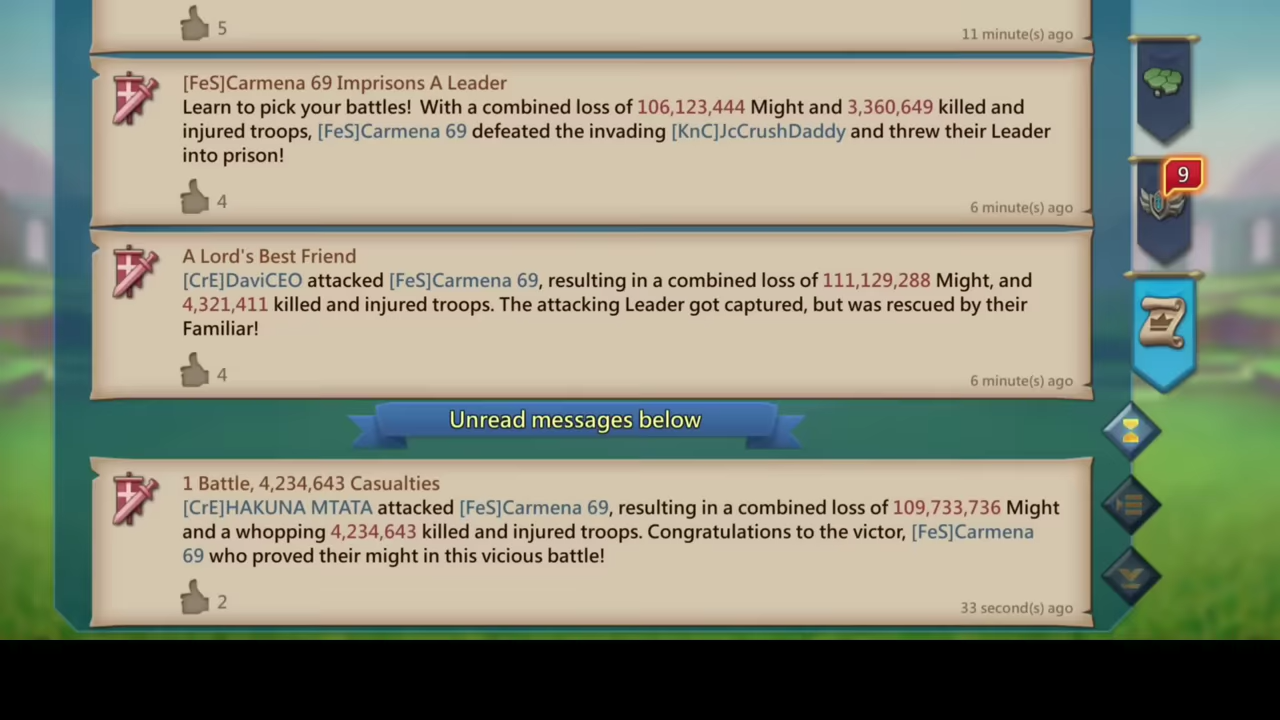 5
11 minute(s) ago
[FeS]Carmena 69 Imprisons A Leader
Learn to pick your battles! With a combined loss of 106,123,444 Might and 3,360,649 killed and
injured troops, [FeS]Carmena 69 defeated the invading [KnC]JcCrushDaddy and threw their Leader
into prison!
4
6 minute(s) ago
9
A Lord's Best Friend
[CrE]DaviCEO attacked [FeS]Carmena 69, resulting in a combined loss of 111,129,288 Might, and
4,321,411 killed and injured troops. The attacking Leader got captured, but was rescued by their
Familiar!
4
6 minute(s) ago
Unread messages below
1 Battle, 4,234,643 Casualties
[CrE]HAKUNA MTATA attacked [FeS]Carmena 69, resulting in a combined loss of 109,733,736 Might
and a whopping 4,234,643 killed and injured troops. Congratulations to the victor, [FeS]Carmena
69 who proved their might in this vicious battle!
2
33 second(s) ago